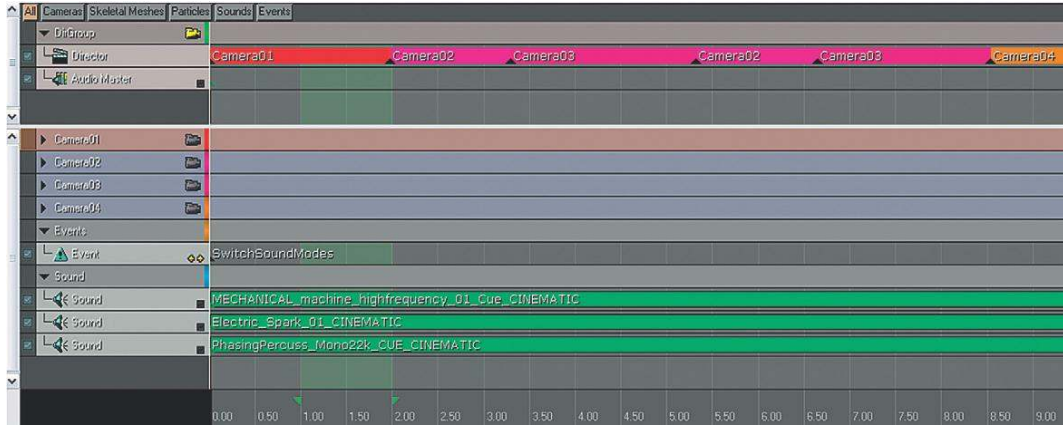 All Cameras Skeletal Meshes Particles Sounds Events
DirGroup
Director Camera01 Camera02 Camera03 Camera02 Camera03 Camera04
Audio Master
Camera01
Camera02
Camera03
Camera04
Events
Event SwitchSoundModes
Sound
Sound MECHANICAL_machine_highfrequency_01_Cue_CINEMATIC
Sound Electric_Spark_01_CINEMATIC
Sound PhasingPercuss_Mono22k_CUE_CINEMATIC
0.00 0.50 1.00 1.50 2.00 2.50 3.00 3.50 4.00 4.50 5.00 5.50 6.00 6.50 7.00 7.50 8.00 8.50 9.00